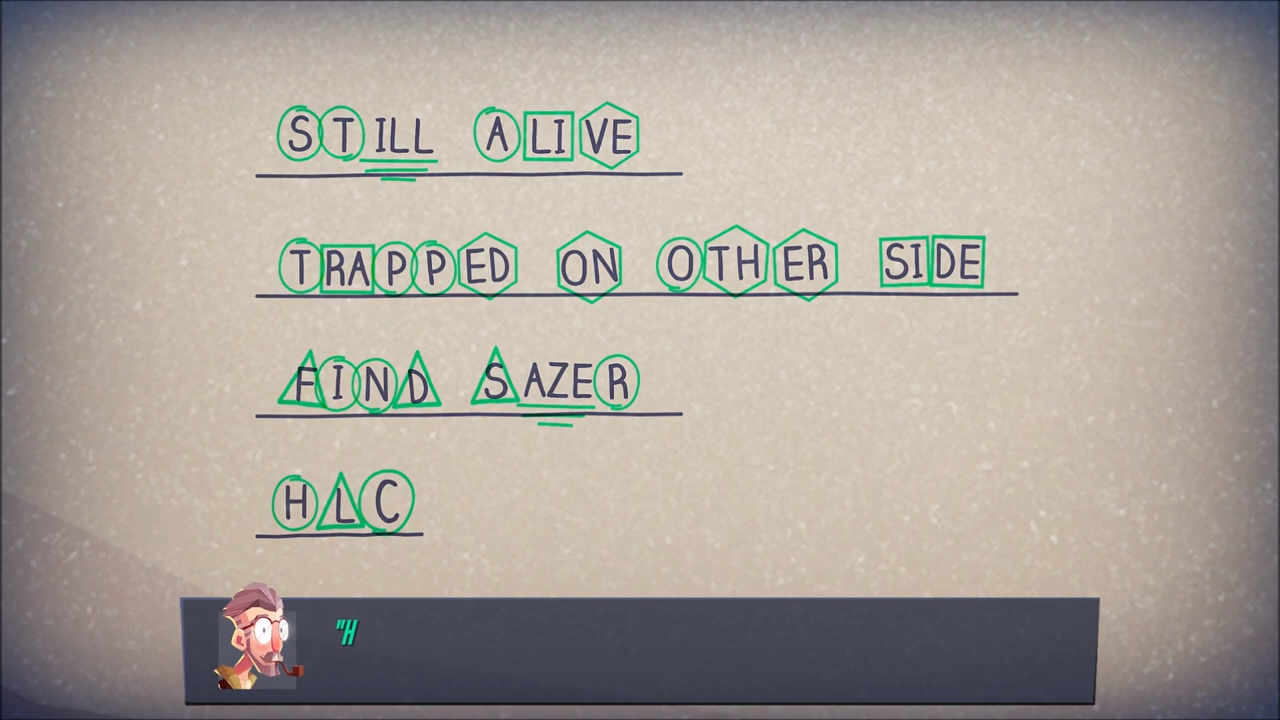 STILL ALIVE
TRAPPED ON OTHER SIDE
FIND SAZER
HLC
"H